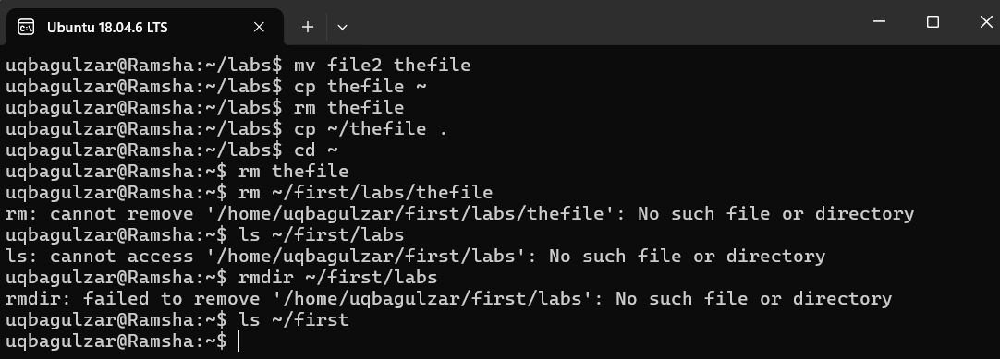 Ubuntu 18.04.6 LTS
uqbagulzar@Ramsha:~/labs$ mv file2 thefile
uqbagulzar@Ramsha:~/labs$ cp thefile ~
uqbagulzar@Ramsha:~/labs$ rm thefile
uqbagulzar@Ramsha:~/labs$ cp ~/thefile .
uqbagulzar@Ramsha:~/labs$ cd ~
uqbagulzar@Ramsha:~$ rm thefile
uqbagulzar@Ramsha:~$ rm ~/first/labs/thefile
rm: cannot remove '/home/uqbagulzar/first/labs/thefile': No such file or directory
uqbagulzar@Ramsha:~$ ls ~/first/labs
ls: cannot access '/home/uqbagulzar/first/labs': No such file or directory
uqbagulzar@Ramsha:~$ rmdir ~/first/labs
rmdir: failed to remove '/home/uqbagulzar/first/labs': No such file or directory
uqbagulzar@Ramsha:~$ ls ~/first
uqbagulzar@Ramsha:~$